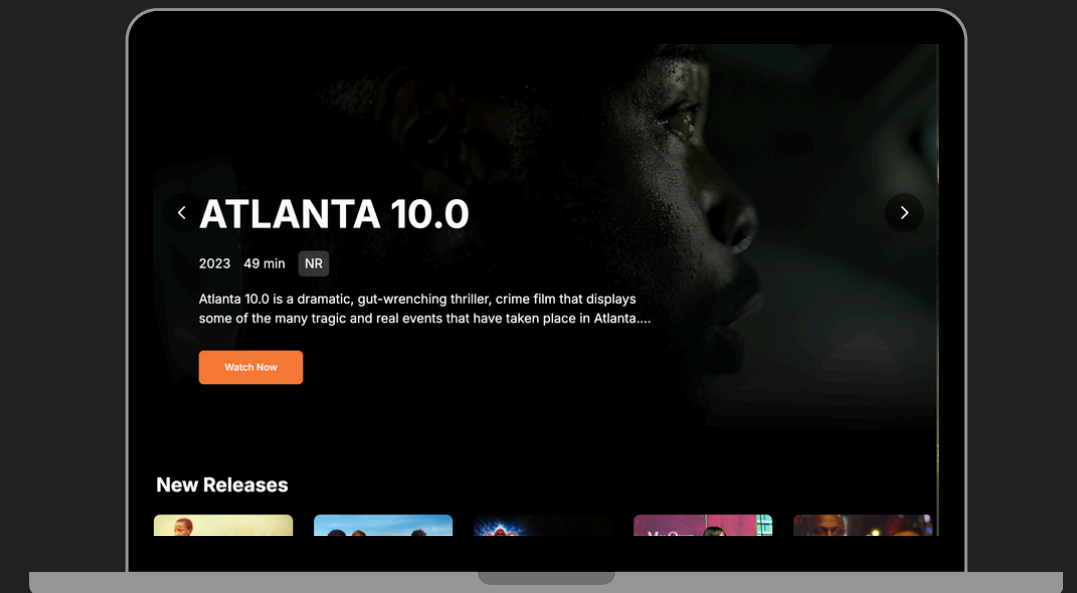 ATLANTA 10.0
2023 49 min NR
Atlanta 10.0 is a dramatic, gut-wrenching thriller, crime film that displays
some of the many tragic and real events that have taken place in Atlanta....
Watch Now
New Releases